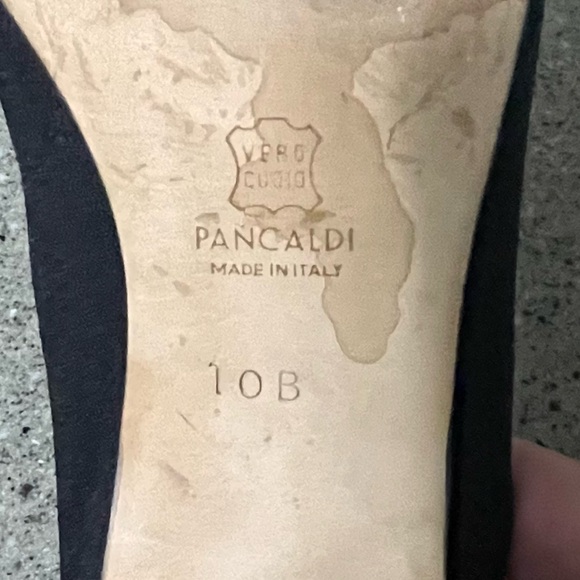 VERO
CUOIO
PANCALDI
MADE IN ITALY
10B